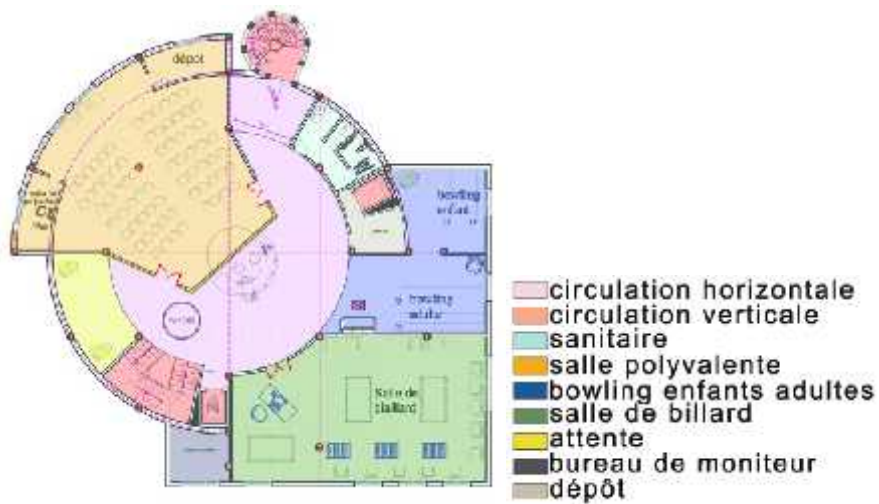 dépot
bowling
enfant
bowling
adulte
Salle de
biallard
circulation horizontale
circulation verticale
sanitaire
salle polyvalente
bowling enfants adultes
salle de billard
attente
bureau de moniteur
dépôt